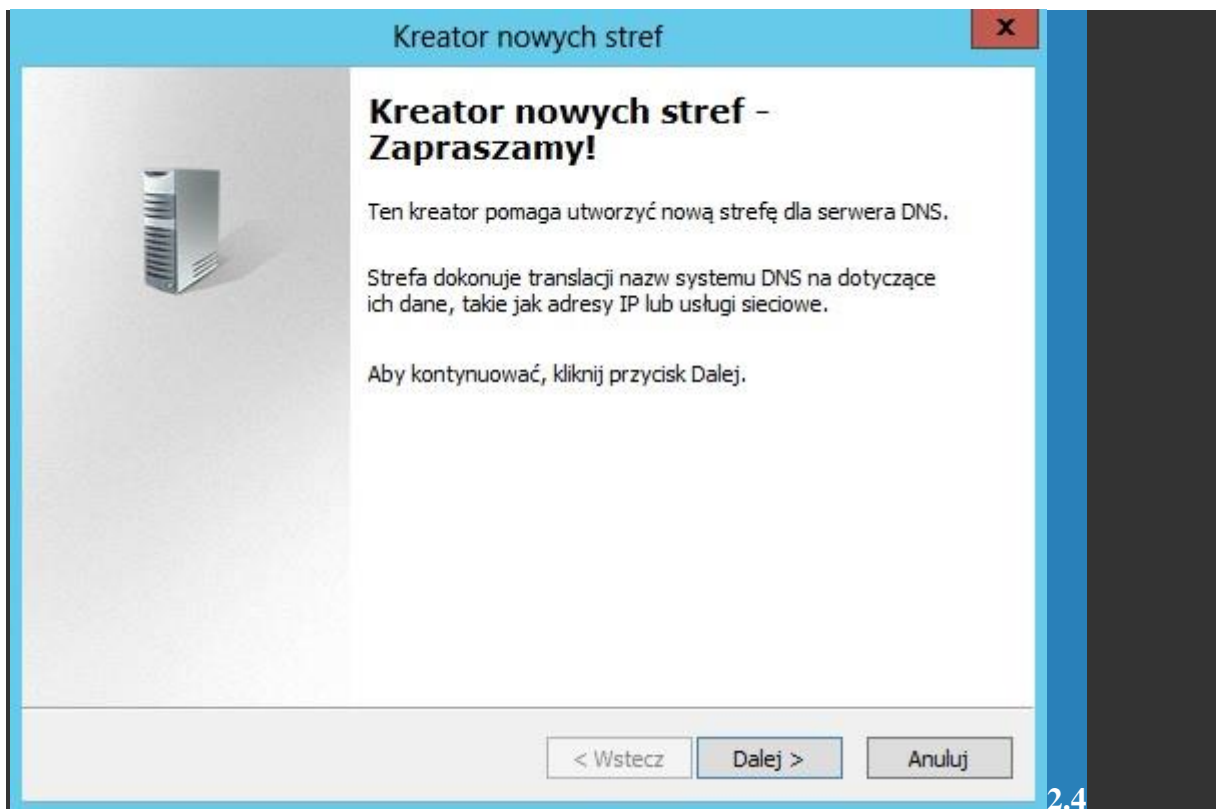 Kreator nowych stref
x
Kreator nowych stref -
Zapraszamy!
Ten kreator pomaga utworzyć nową strefę dla serwera DNS.
Strefa dokonuje translacji nazw systemu DNS na dotyczące
ich dane, takie jak adresy IP lub usługi sieciowe.
Aby kontynuować, kliknij przycisk Dalej.
< Wstecz
Dalej >
Anuluj
2.4